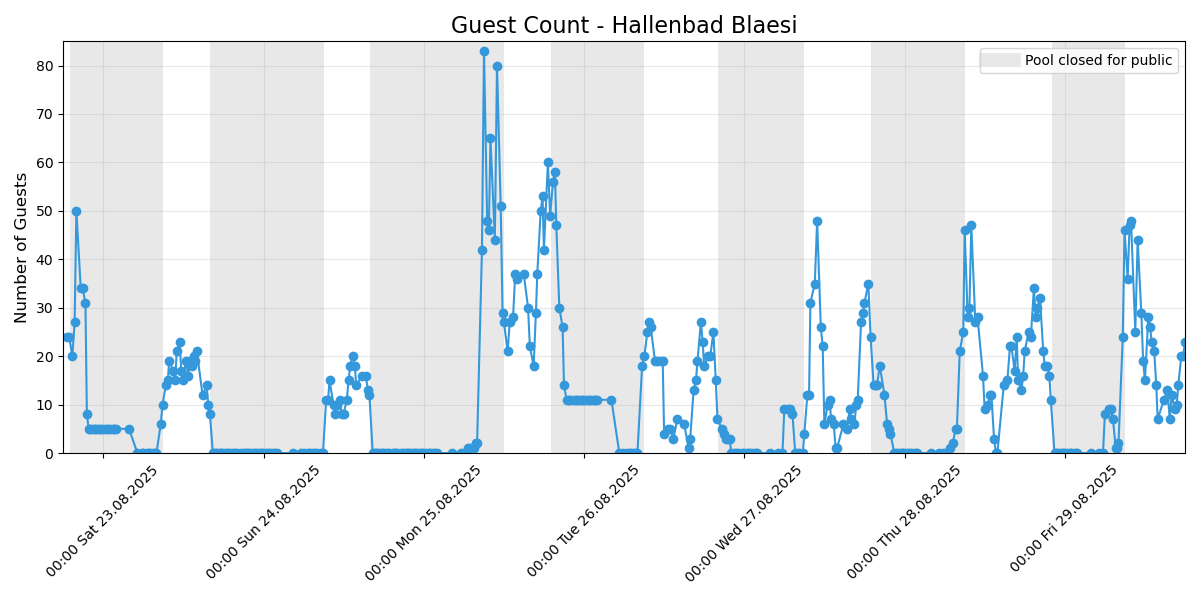 Guest Count - Hallenbad Blaesi
Pool closed for public
Number of Guests
80
70
60
50
40
30
20
10
0
00:00 Sat 23.08.2025
00:00 Sun 24.08.2025
00:00 Mon 25.08.2025
00:00 Tue 26.08.2025
00:00 Wed 27.08.2025
00:00 Thu 28.08.2025
00:00 Fri 29.08.2025